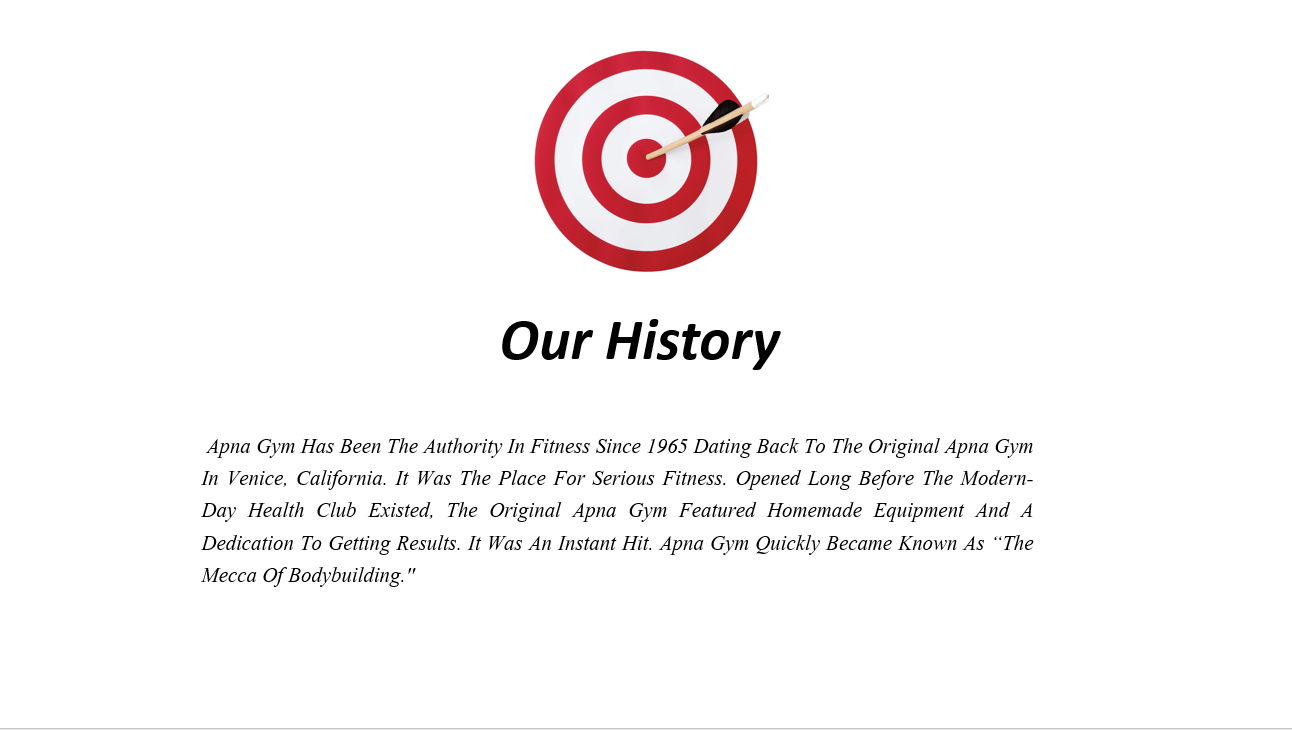 Our History
Apna Gym Has Been The Authority In Fitness Since 1965 Dating Back To The Original Apna Gym
In Venice, California. It Was The Place For Serious Fitness. Opened Long Before The Modern-
Day Health Club Existed, The Original Apna Gym Featured Homemade Equipment And A
Dedication To Getting Results. It Was An Instant Hit. Apna Gym Quickly Became Known As “The
Mecca Of Bodybuilding."